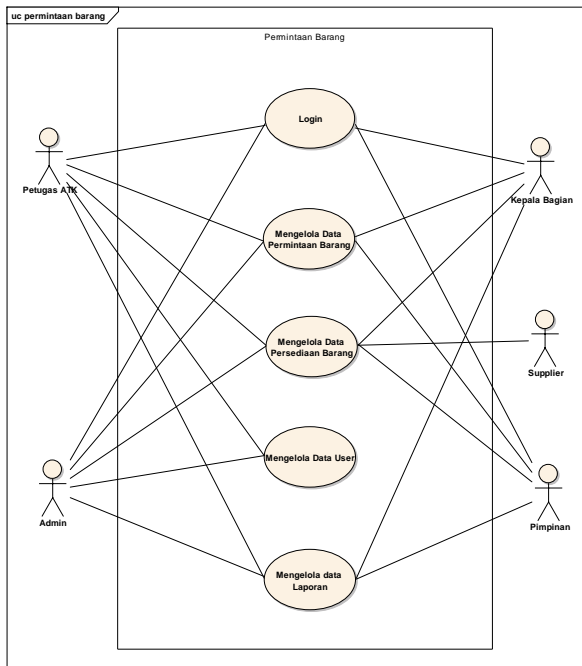 uc permintaan barang
Permintaan Barang
Login
Petugas ATK
Kepala Bagian
Mengelola Data
Permintaan Barang
Mengelola Data
Persediaan Barang
Supplier
Mengelola Data User
Admin
Pimpinan
Mengelola data
Laporan